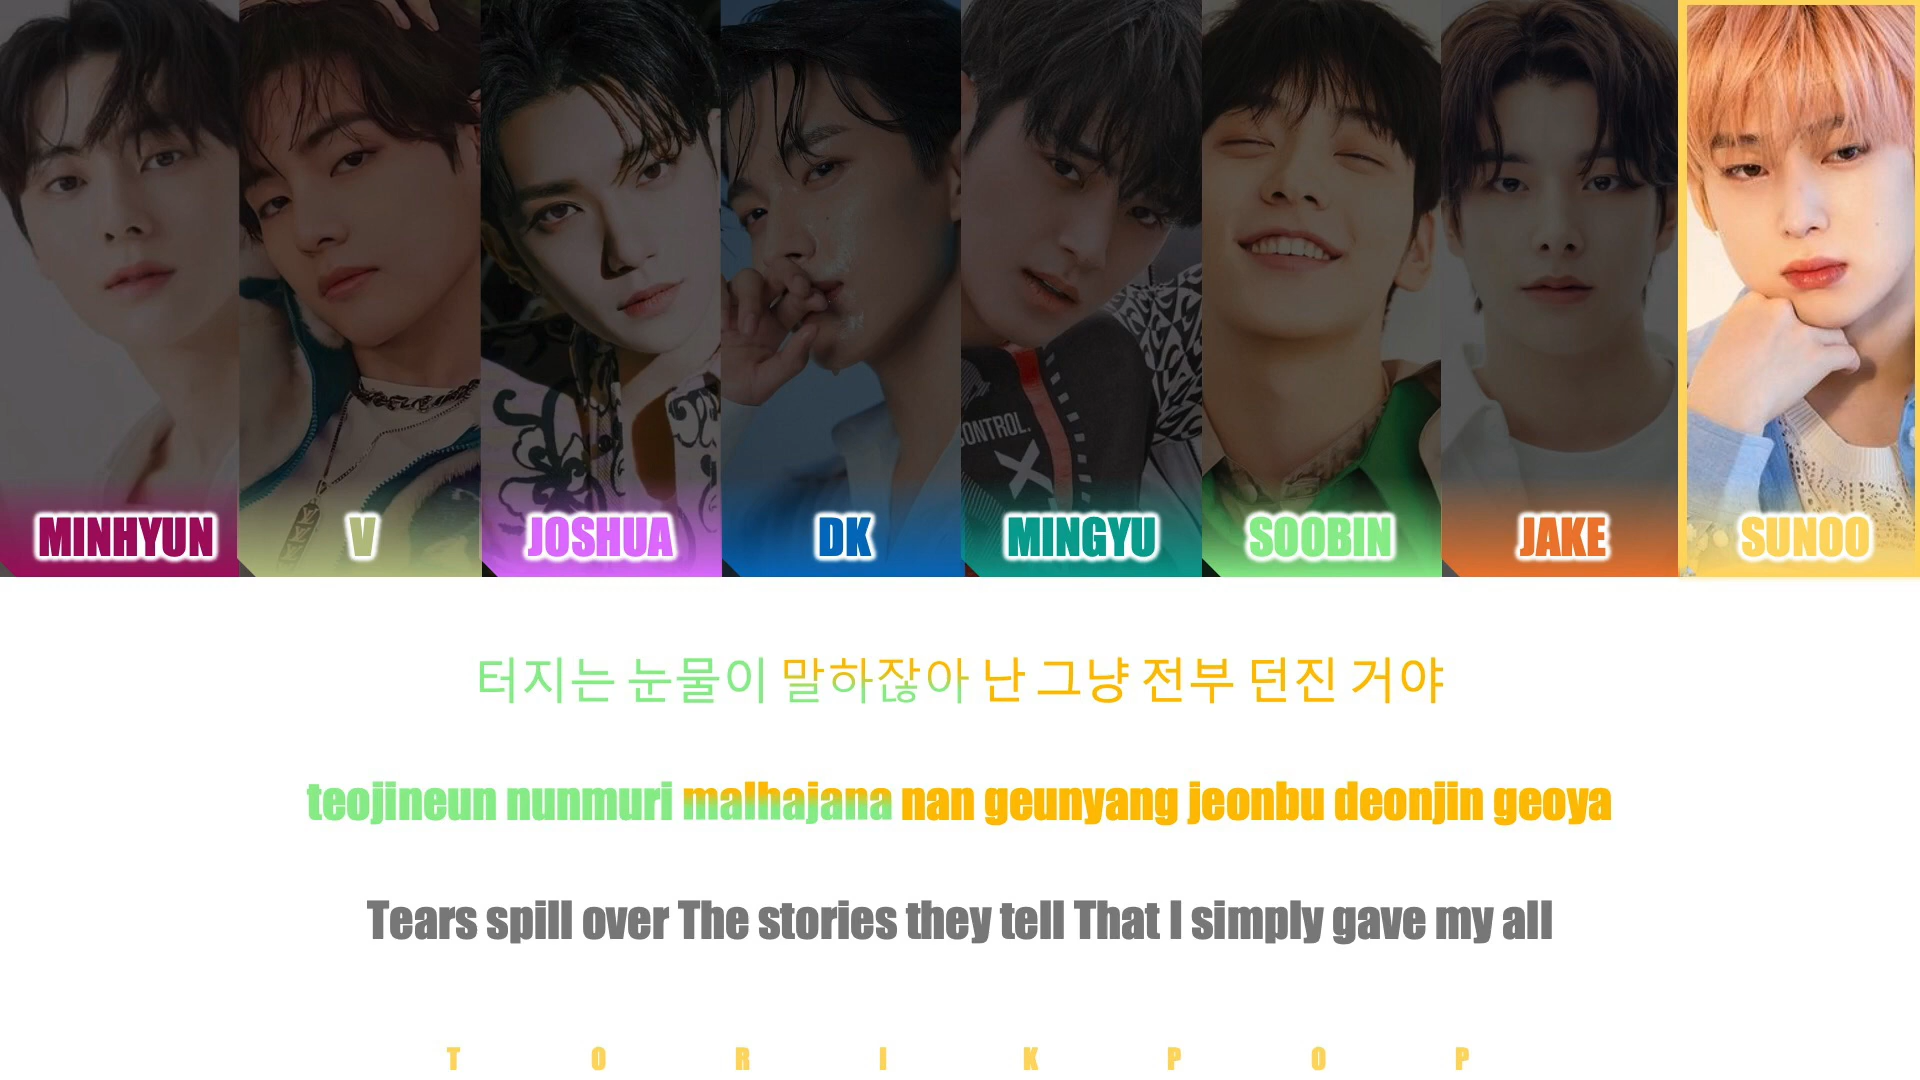 CONTROL.
X
MINHYUN V JOSHUA DK MINGYU SOOBIN JAKE SUNOO
터지는 눈물이 말하잖아 난 그냥 전부 던진 거야
teojineun nunmuri malhajana nan geunyang jeonbu deonjin geoya
Tears spill over The stories they tell That I simply gave my all
T O R I K P O P